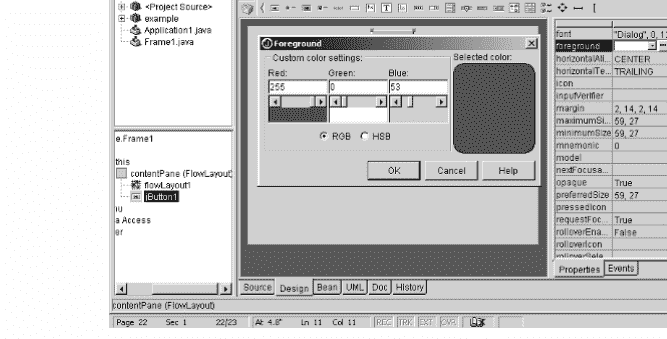 <Project Source>
example
Application1.java
Frame1.java
Foreground
Custom color settings:
Selected color:
Red: Green: Blue:
255 0 53
RGB HSB
OK Cancel Help
e.Frame1
this
contentPane (FlowLayout
flowLayout1
jButton1
a Access
er
font "Dialog", 0, 1
foreground
horizontalAli... CENTER
horizontalTe... TRAILING
icon
inputVerifier
margin 2, 14, 2, 14
maximumSi... 59, 27
minimumSize 59, 27
mnemonic 0
model
nextFocusa...
opaque True
preferredSize 59, 27
pressedIcon
requestFoc... True
rolloverEna... False
rolloverIcon
rolloverSele
Properties Events
Source Design Bean UML Doc History
contentPane (FlowLayout)
Page 22 Sec 1 22/23 At 4.8" Ln 11 Col 11 REC TRK EXT OVR